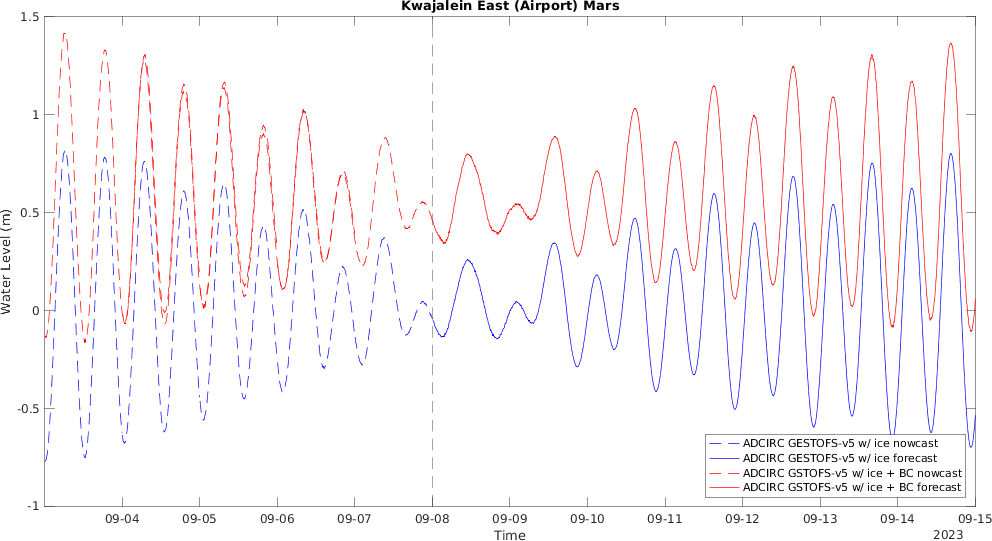 Kwajalein East (Airport) Mars
1.5
1
0.5
0
-0.5
-1
Water Level (m)
ADCIRC GESTOFS-v5 w/ ice nowcast
ADCIRC GESTOFS-v5 w/ ice forecast
ADCIRC GSTOFS-v5 w/ ice + BC nowcast
ADCIRC GSTOFS-v5 w/ ice + BC forecast
09-04 09-05 09-06 09-07 09-08 09-09 09-10 09-11 09-12 09-13 09-14 09-15
Time
2023